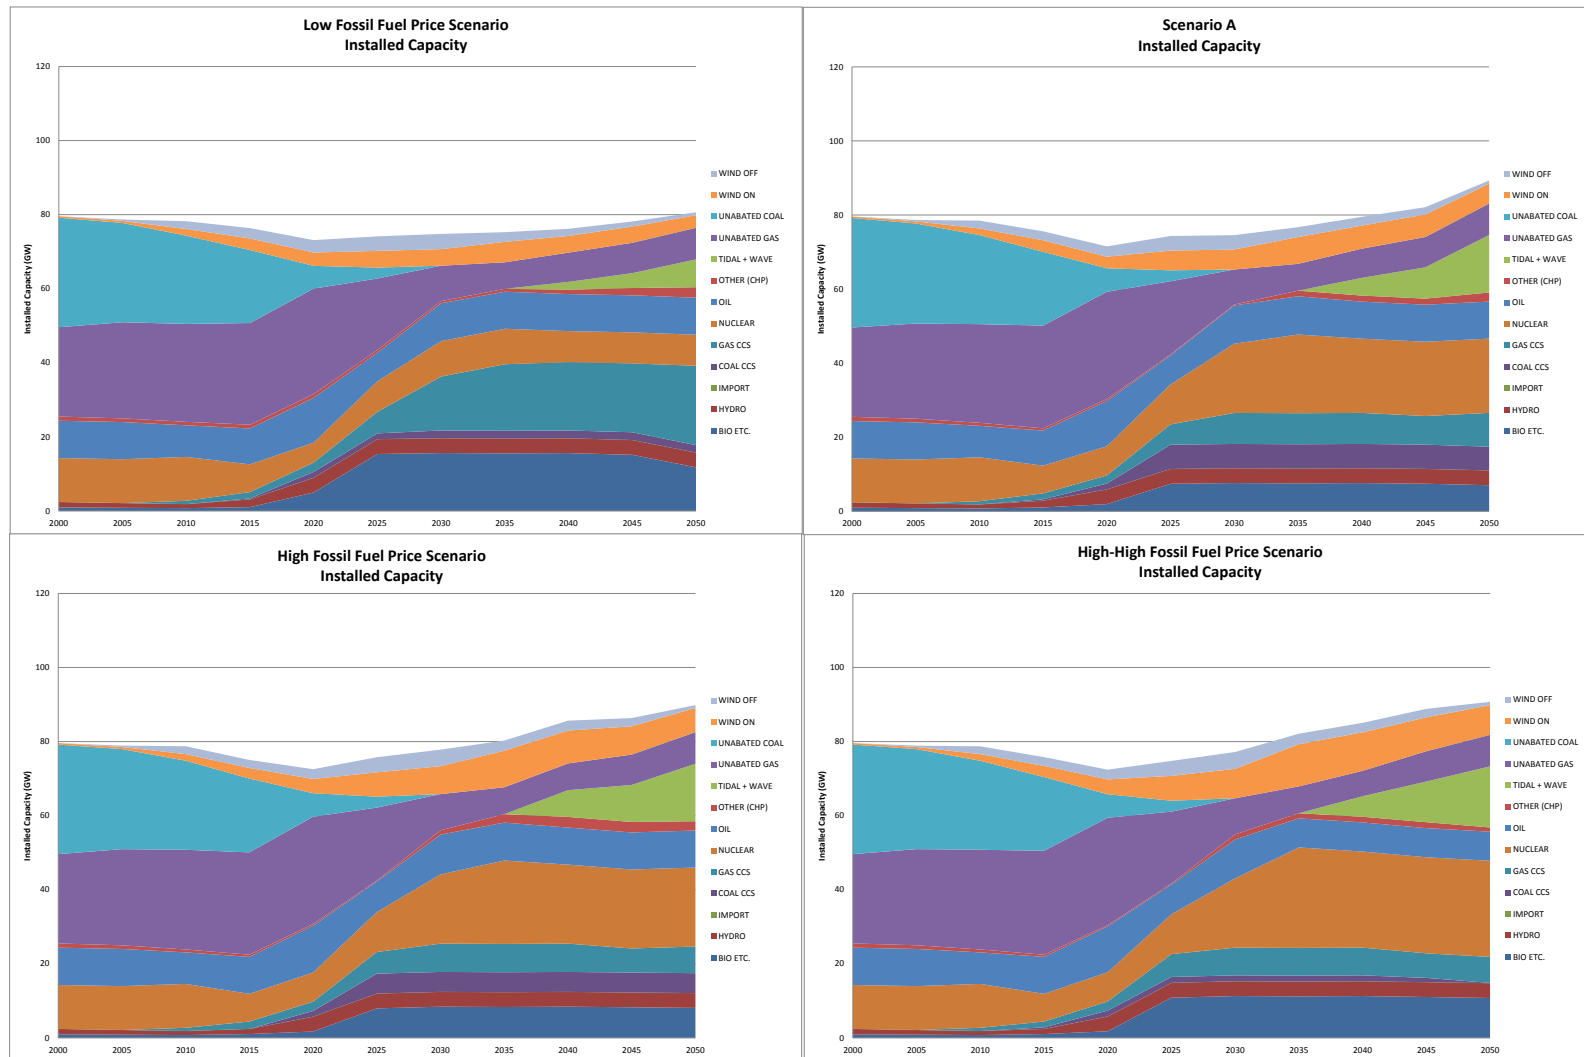 Low Fossil Fuel Price Scenario
Installed Capacity
Installed Capacity (GW)
120
100
80
60
40
20
0
2000 2005 2010 2015 2020 2025 2030 2035 2040 2045 2050
WIND OFF
WIND ON
UNABATED COAL
UNABATED GAS
TIDAL + WAVE
OTHER (CHP)
OIL
NUCLEAR
GAS CCS
COAL CCS
IMPORT
HYDRO
BIO ETC.
Scenario A
Installed Capacity
Installed Capacity (GW)
120
100
80
60
40
20
0
2000 2005 2010 2015 2020 2025 2030 2035 2040 2045 2050
WIND OFF
WIND ON
UNABATED COAL
UNABATED GAS
TIDAL + WAVE
OTHER (CHP)
OIL
NUCLEAR
GAS CCS
COAL CCS
IMPORT
HYDRO
BIO ETC.
High Fossil Fuel Price Scenario
Installed Capacity
Installed Capacity (GW)
120
100
80
60
40
20
0
2000 2005 2010 2015 2020 2025 2030 2035 2040 2045 2050
WIND OFF
WIND ON
UNABATED COAL
UNABATED GAS
TIDAL + WAVE
OTHER (CHP)
OIL
NUCLEAR
GAS CCS
COAL CCS
IMPORT
HYDRO
BIO ETC.
High-High Fossil Fuel Price Scenario
Installed Capacity
Installed Capacity (GW)
120
100
80
60
40
20
0
2000 2005 2010 2015 2020 2025 2030 2035 2040 2045 2050
WIND OFF
WIND ON
UNABATED COAL
UNABATED GAS
TIDAL + WAVE
OTHER (CHP)
OIL
NUCLEAR
GAS CCS
COAL CCS
IMPORT
HYDRO
BIO ETC.